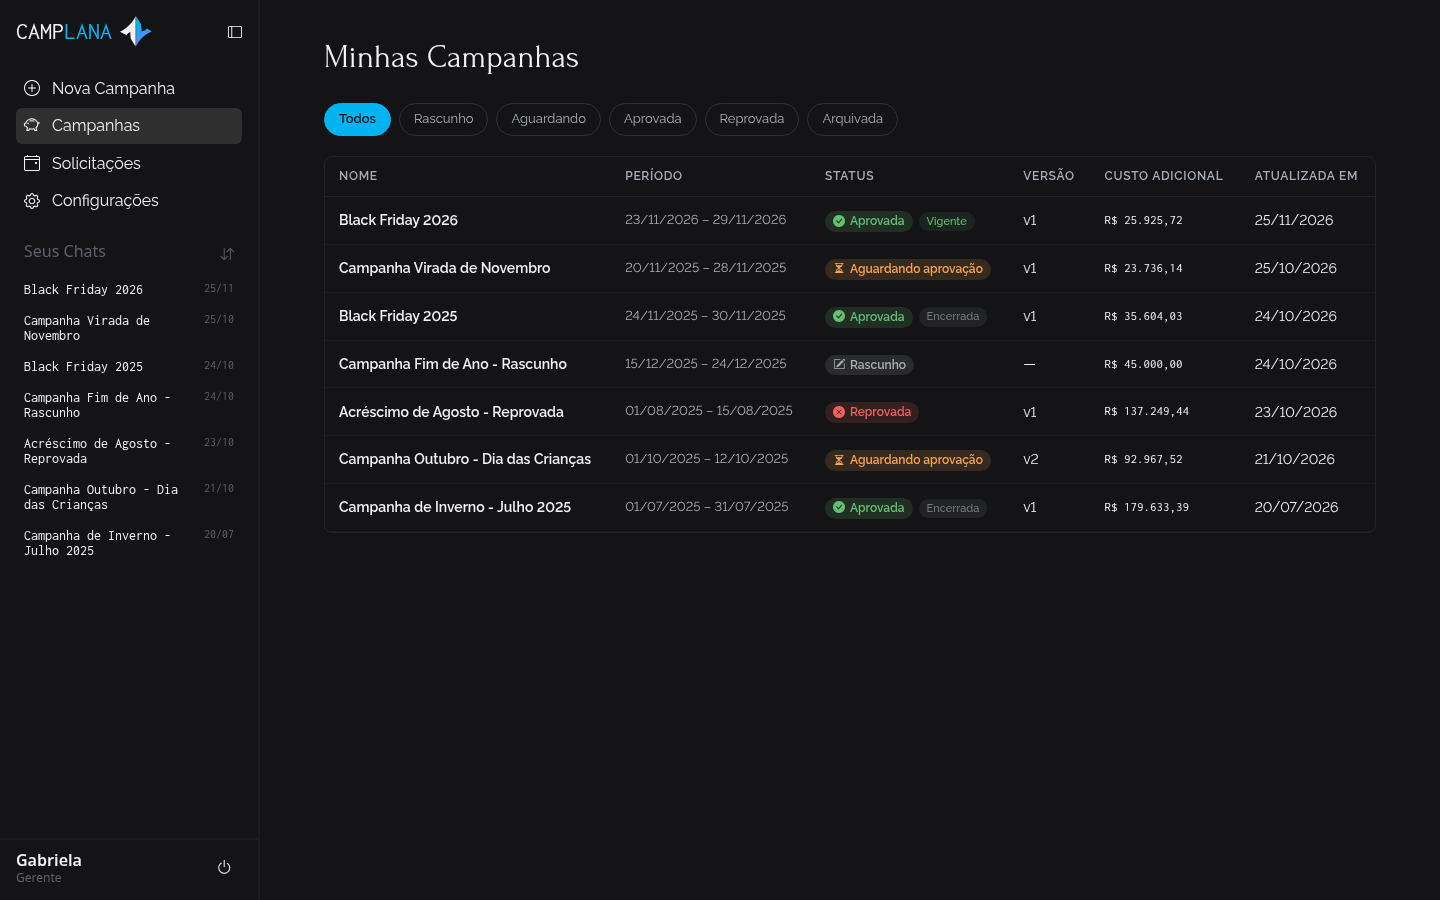 CAMPLANA
Nova Campanha
Campanhas
Solicitações
Configurações
Seus Chats
Black Friday 2026 25/11
Campanha Virada de 25/10
Novembro
Black Friday 2025 24/10
Campanha Fim de Ano - 24/10
Rascunho
Acréscimo de Agosto - 23/10
Reprovada
Campanha Outubro - Dia 21/10
das Crianças
Campanha de Inverno - 20/07
Julho 2025
Gabriela
Gerente
Minhas Campanhas
Todos Rascunho Aguardando Aprovada Reprovada Arquivada
NOME PERÍODO STATUS VERSÃO CUSTO ADICIONAL ATUALIZADA EM
Black Friday 2026 23/11/2026 – 29/11/2026 Aprovada Vigente v1 R$ 25.925,72 25/11/2026
Campanha Virada de Novembro 20/11/2025 – 28/11/2025 Aguardando aprovação v1 R$ 23.736,14 25/10/2026
Black Friday 2025 24/11/2025 – 30/11/2025 Aprovada Encerrada v1 R$ 35.604,03 24/10/2026
Campanha Fim de Ano - Rascunho 15/12/2025 – 24/12/2025 Rascunho — R$ 45.000,00 24/10/2026
Acréscimo de Agosto - Reprovada 01/08/2025 – 15/08/2025 Reprovada v1 R$ 137.249,44 23/10/2026
Campanha Outubro - Dia das Crianças 01/10/2025 – 12/10/2025 Aguardando aprovação v2 R$ 92.967,52 21/10/2026
Campanha de Inverno - Julho 2025 01/07/2025 – 31/07/2025 Aprovada Encerrada v1 R$ 179.633,39 20/07/2026